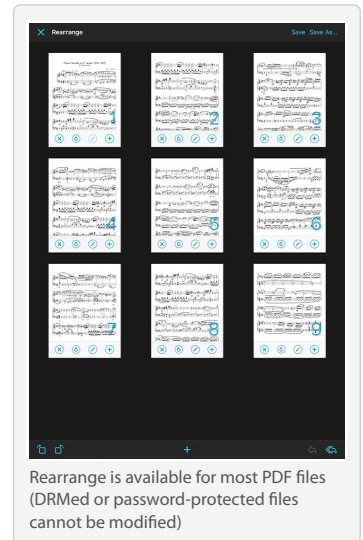 Rearrange Save Save As...
1 2 3
4 5 6
7 8 9
Rearrange is available for most PDF files
(DRMed or password-protected files
cannot be modified)